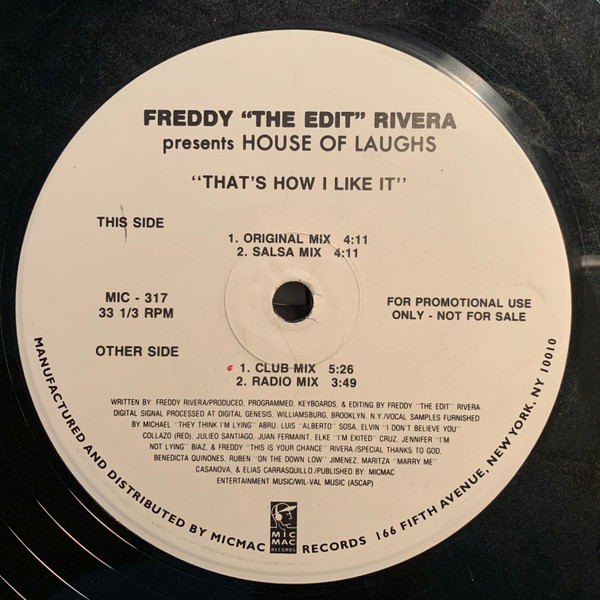 FREDDY "THE EDIT" RIVERA
presents HOUSE OF LAUGHS
"THAT'S HOW I LIKE IT"
THIS SIDE
1. ORIGINAL MIX 4:11
2. SALSA MIX 4:11
MIC - 317
33 1/3 RPM
FOR PROMOTIONAL USE
ONLY - NOT FOR SALE
OTHER SIDE
1. CLUB MIX 5:26
2. RADIO MIX 3:49
WRITTEN BY: FREDDY RIVERA/PRODUCED, PROGRAMMED, KEYBOARDS, & EDITING BY FREDDY "THE EDIT" RIVERA.
DIGITAL SIGNAL PROCESSED AT DIGITAL GENESIS, WILLIAMSBURG, BROOKLYN, N.Y./VOCAL SAMPLES FURNISHED
BY MICHAEL "THEY THINK I'M LYING" ABRU, LUIS "ALBERTO" SOSA, ELVIN "I DON'T BELIEVE YOU"
COLLAZO (RED), JULIEO SANTIAGO, JUAN FERMAINT, ELKE "I'M EXITED" CRUZ, JENNIFER "I'M
NOT LYING" BIAZ, & FREDDY "THIS IS YOUR CHANCE" RIVERA/SPECIAL THANKS TO GOD,
BENEDICTA QUINONES, RUBEN "ON THE DOWN LOW" JIMENEZ, MARITZA "MARRY ME"
CASANOVA, & ELIAS CARRASQUILLO./PUBLISHED BY: MICMAC
ENTERTAINMENT MUSIC/WIL-VAL MUSIC (ASCAP)
MANUFACTURED AND DISTRIBUTED BY MICMAC RECORDS 166 FIFTH AVENUE, NEW YORK, NY 10010
MIC
MAC
RECORDS